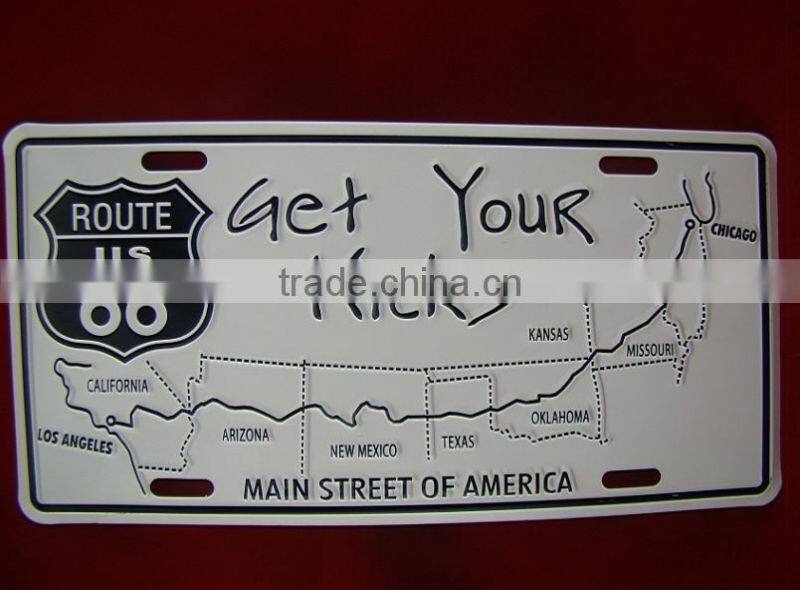 ROUTE
US
66
Get Your
Kicks
trade.china.cn
CHICAGO
KANSAS
MISSOURI
CALIFORNIA
OKLAHOMA
LOS ANGELES
ARIZONA
NEW MEXICO
TEXAS
MAIN STREET OF AMERICA